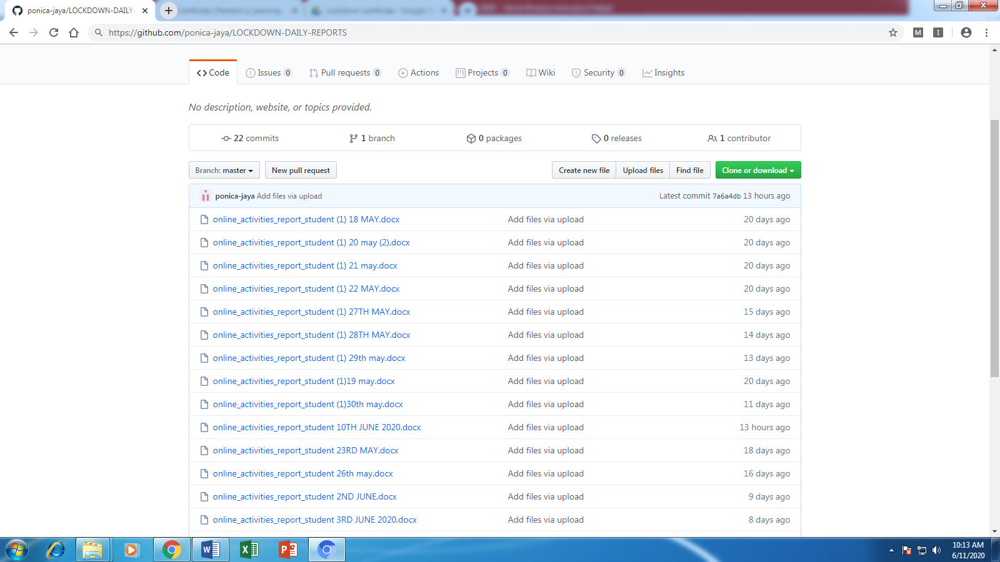 ponica-jaya/LOCKDOWN-DAILY-
https://github.com/ponica-jaya/LOCKDOWN-DAILY-REPORTS
M I
Code Issues 0 Pull requests 0 Actions Projects 0 Wiki Security 0 Insights
No description, website, or topics provided.
22 commits 1 branch 0 packages 0 releases 1 contributor
Branch: master New pull request Create new file Upload files Find file Clone or download
ponica-jaya Add files via upload Latest commit 7a6a4db 13 hours ago
online_activities_report_student (1) 18 MAY.docx Add files via upload 20 days ago
online_activities_report_student (1) 20 may (2).docx Add files via upload 20 days ago
online_activities_report_student (1) 21 may.docx Add files via upload 20 days ago
online_activities_report_student (1) 22 MAY.docx Add files via upload 20 days ago
online_activities_report_student (1) 27TH MAY.docx Add files via upload 15 days ago
online_activities_report_student (1) 28TH MAY.docx Add files via upload 14 days ago
online_activities_report_student (1) 29th may.docx Add files via upload 13 days ago
online_activities_report_student (1)19 may.docx Add files via upload 20 days ago
online_activities_report_student (1)30th may.docx Add files via upload 11 days ago
online_activities_report_student 10TH JUNE 2020.docx Add files via upload 13 hours ago
online_activities_report_student 23RD MAY.docx Add files via upload 18 days ago
online_activities_report_student 26th may.docx Add files via upload 16 days ago
online_activities_report_student 2ND JUNE.docx Add files via upload 9 days ago
online_activities_report_student 3RD JUNE 2020.docx Add files via upload 8 days ago
10:13 AM
6/11/2020